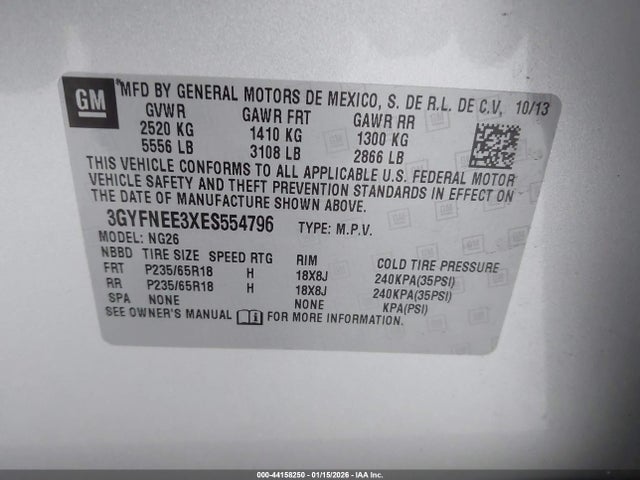 GM
*MFD BY GENERAL MOTORS DE MEXICO, S. DE R.L. DE C.V, 10/13
GVWR GAWR FRT GAWR RR
2520 KG 1410 KG 1300 KG
5556 LB 3108 LB 2866 LB
THIS VEHICLE CONFORMS TO ALL APPLICABLE U.S. FEDERAL MOTOR
VEHICLE SAFETY AND THEFT PREVENTION STANDARDS IN EFFECT ON
THE DATE OF MANUFACTURE SHOWN ABOVE.
3GYFNEE3XES554796 TYPE: M.P.V.
MODEL: NG26
NBBD TIRE SIZE SPEED RTG RIM COLD TIRE PRESSURE
FRT P235/65R18 H 18X8J 240KPA(35PSI)
RR P235/65R18 H 18X8J 240KPA(35PSI)
SPA NONE NONE KPA(PSI)
SEE OWNER'S MANUAL FOR MORE INFORMATION.
000-44158250 - 01/15/2026 - IAA Inc.